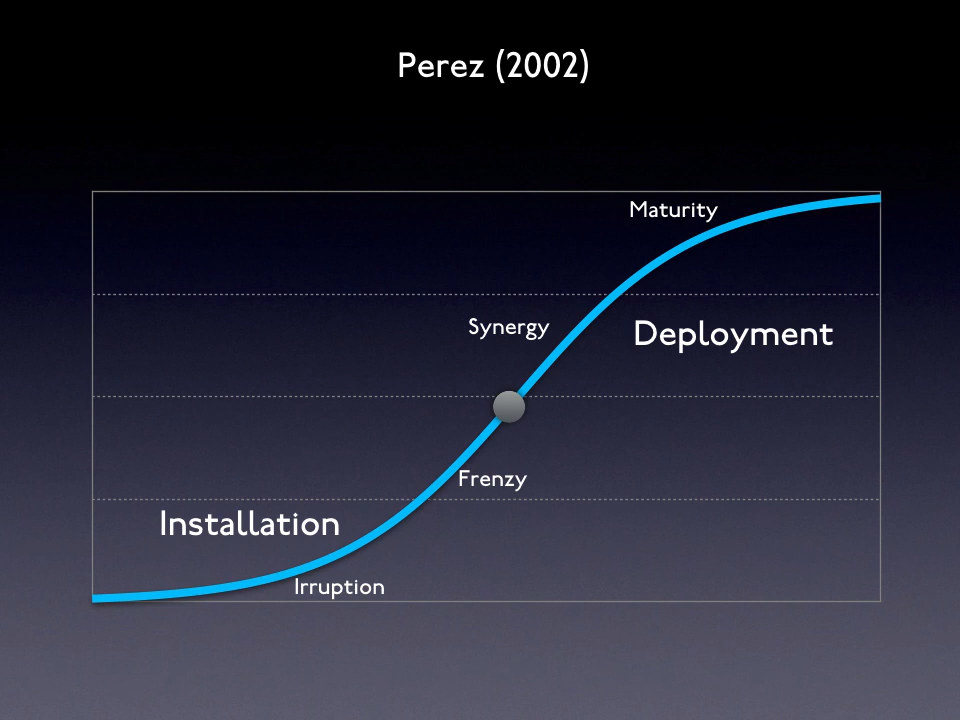 Perez (2002)
Maturity
Synergy
Deployment
Frenzy
Installation
Irruption